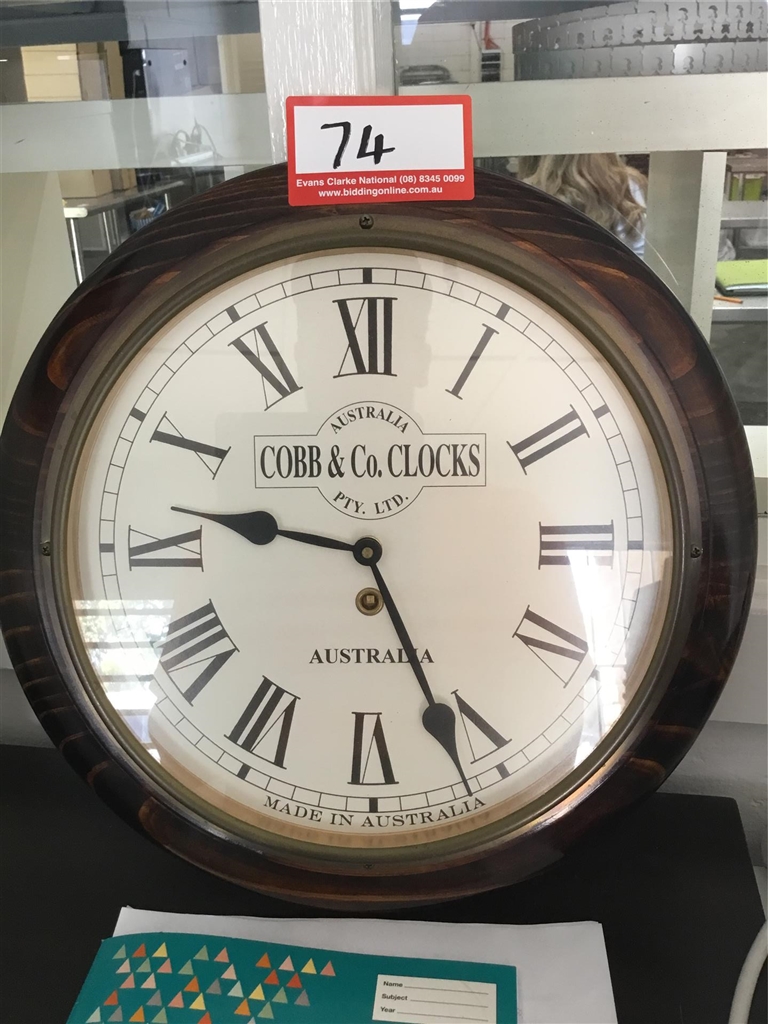 74
Evans Clarke National (08) 8345 0099
www.biddingonline.com.au
XII
I
II
III
IV
V
VI
VII
VIII
IX
X
XI
AUSTRALIA
COBB & Co. CLOCKS
PTY. LTD.
AUSTRALIA
MADE IN AUSTRALIA
Name
Subject
Year